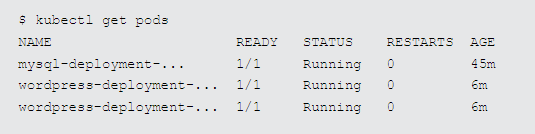 $ kubectl get pods
NAME READY STATUS RESTARTS AGE
mysql-deployment-... 1/1 Running 0 45m
wordpress-deployment-... 1/1 Running 0 6m
wordpress-deployment-... 1/1 Running 0 6m